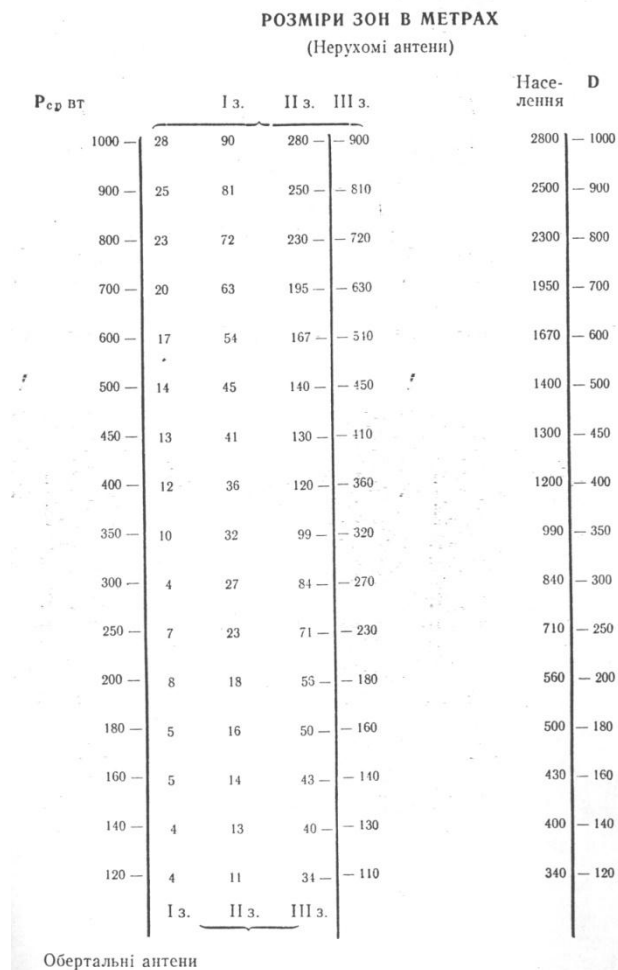 РОЗМІРИ ЗОН В МЕТРАХ
(Нерухомі антени)
Насе- D
Рср вт I з. II з. III з. лення
1000 — 28 90 280 — — 900 2800 — 1000
900 — 25 81 250 — — 810 2500 — 900
800 — 23 72 230 — — 720 2300 — 800
700 — 20 63 195 — — 630 1950 — 700
600 — 17 54 167 — — 510 1670 — 600
500 — 14 45 140 — — 450 1400 — 500
450 — 13 41 130 — — 410 1300 — 450
400 — 12 36 120 — — 360 1200 — 400
350 — 10 32 99 — — 320 990 — 350
300 — 4 27 84 — — 270 840 — 300
250 — 7 23 71 — — 230 710 — 250
200 — 8 18 56 — — 180 560 — 200
180 — 5 16 50 — — 160 500 — 180
160 — 5 14 43 — — 140 430 — 160
140 — 4 13 40 — — 130 400 — 140
120 — 4 11 34 — — 110 340 — 120
I з. II з. III з.
Обертальні антени